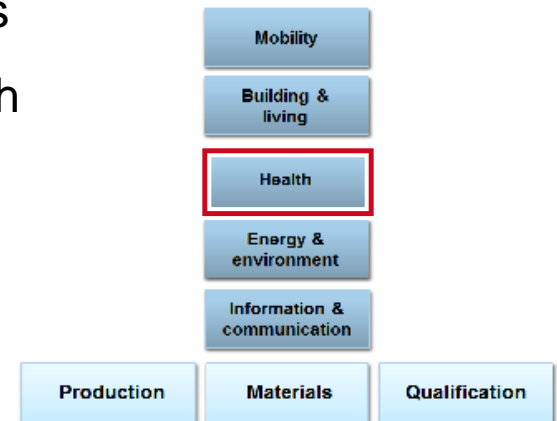 s
h
Mobility
Building &
living
Health
Energy &
environment
Information &
communication
Production Materials Qualification